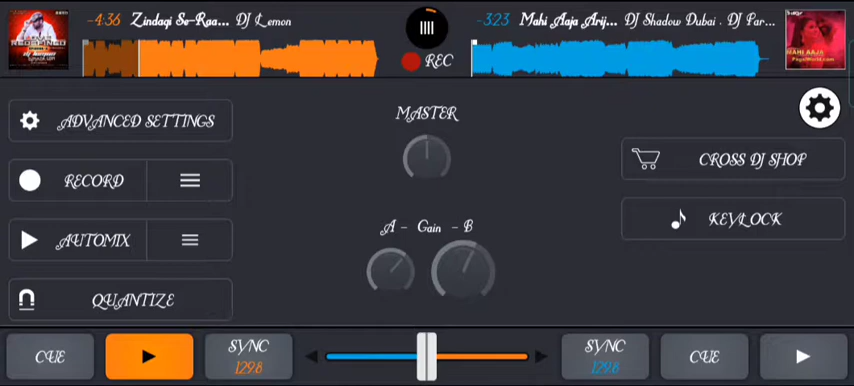 -4:36 Zindagi Se-Raa... DJ Lemon
-3:23 Mahi Aaja Arij... DJ Shadow Dubai . DJ Par...
REC
MAHI AAJA
ADVANCED SETTINGS
MASTER
CROSS DJ SHOP
RECORD
KEYLOCK
A - Gain - B
AUTOMIX
QUANTIZE
CUE
SYNC
129.8
SYNC
129.8
CUE